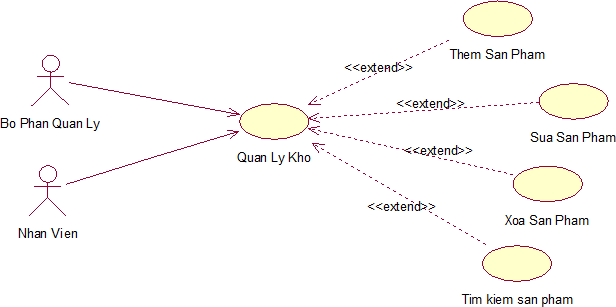 Them San Pham
<<extend>>
Bo Phan Quan Ly
<<extend>>
Sua San Pham
Quan Ly Kho
<<extend>>
Xoa San Pham
Nhan Vien
<<extend>>
Tim kiem san pham